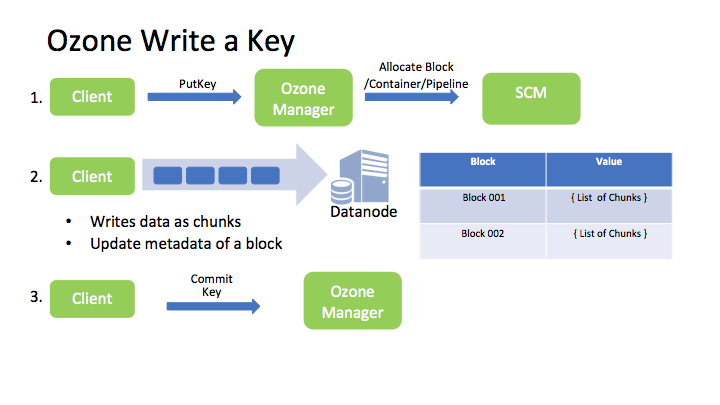 Ozone Write a Key
1.
Client
PutKey
Ozone
Manager
Allocate Block
/Container/Pipeline
SCM
2.
Client
Datanode
Block Value
Block 001 { List of Chunks }
Block 002 { List of Chunks }
• Writes data as chunks
• Update metadata of a block
3.
Client
Commit
Key
Ozone
Manager